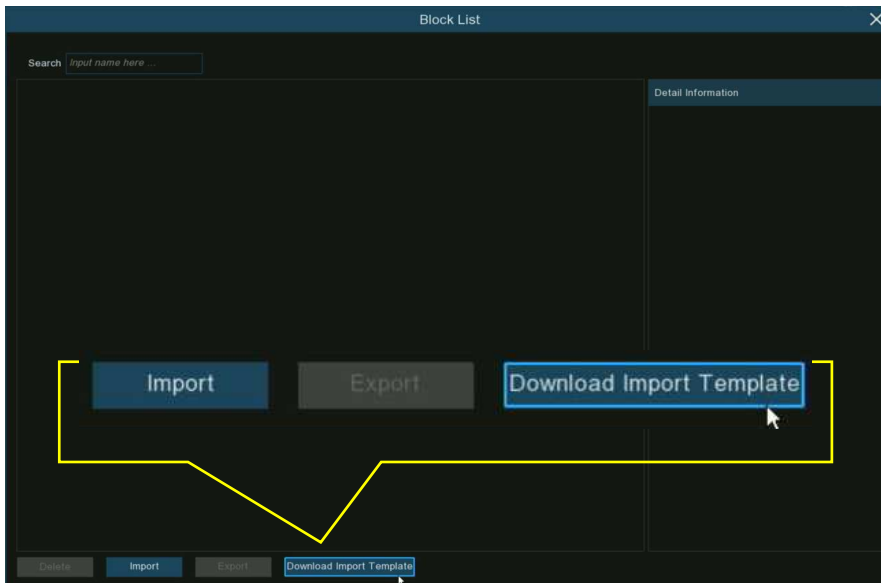 Block List
Search Input name here ...
Detail Information
Import Export Download Import Template
Delete Import Export Download Import Template